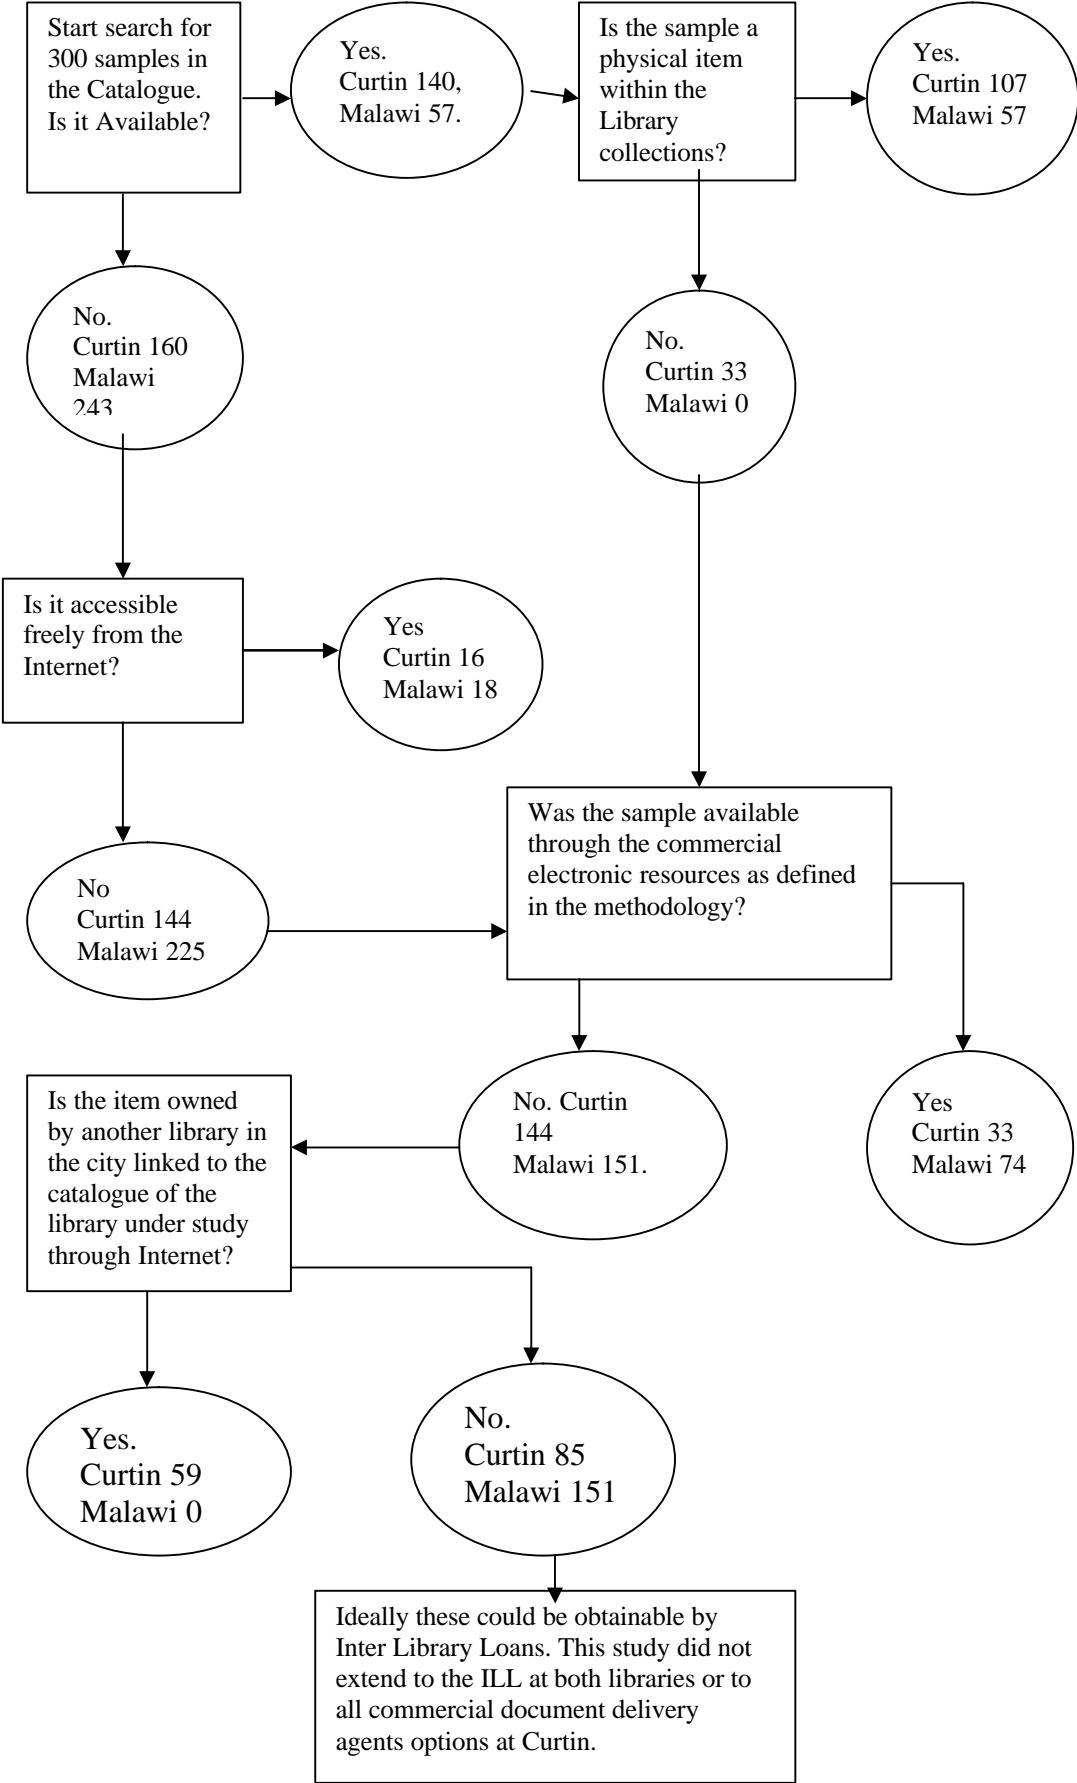 Start search for
300 samples in
the Catalogue.
Is it Available?
Yes.
Curtin 140,
Malawi 57.
Is the sample a
physical item
within the
Library
collections?
Yes.
Curtin 107
Malawi 57
No.
Curtin 160
Malawi
243
No.
Curtin 33
Malawi 0
Is it accessible
freely from the
Internet?
Yes
Curtin 16
Malawi 18
Was the sample available
through the commercial
electronic resources as defined
in the methodology?
No
Curtin 144
Malawi 225
No. Curtin
144
Malawi 151.
Yes
Curtin 33
Malawi 74
Is the item owned
by another library in
the city linked to the
catalogue of the
library under study
through Internet?
Yes.
Curtin 59
Malawi 0
No.
Curtin 85
Malawi 151
Ideally these could be obtainable by
Inter Library Loans. This study did not
extend to the ILL at both libraries or to
all commercial document delivery
agents options at Curtin.